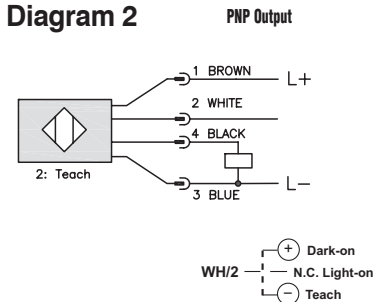 Diagram 2 PNP Output
1 BROWN L+
2 WHITE
4 BLACK
2: Teach
3 BLUE L−
+ Dark-on
WH/2 N.C. Light-on
− Teach